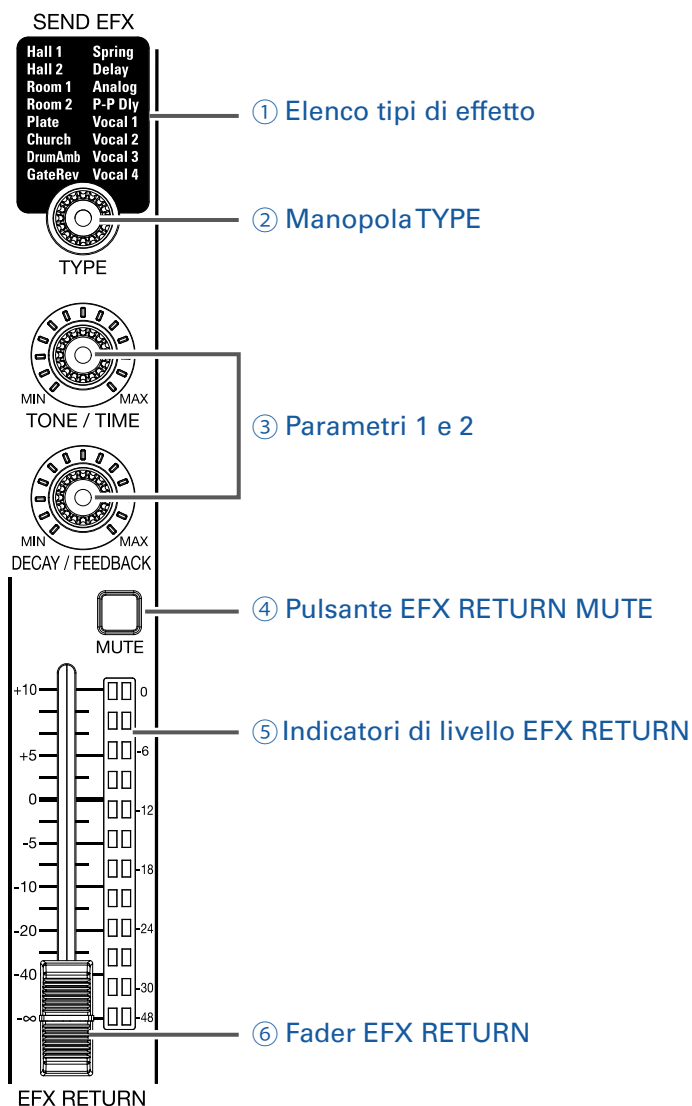 SEND EFX
Hall 1 Spring
Hall 2 Delay
Room 1 Analog
Room 2 P-P Dly
Plate Vocal 1
Church Vocal 2
DrumAmb Vocal 3
GateRev Vocal 4
① Elenco tipi di effetto
② Manopola TYPE
TYPE
MIN MAX
TONE / TIME
③ Parametri 1 e 2
MIN MAX
DECAY / FEEDBACK
④ Pulsante EFX RETURN MUTE
MUTE
+10 0
⑤ Indicatori di livello EFX RETURN
+5 -6
0 -12
-5
-18
-10
-20 -24
-40
-30
-∞ -48
⑥ Fader EFX RETURN
EFX RETURN